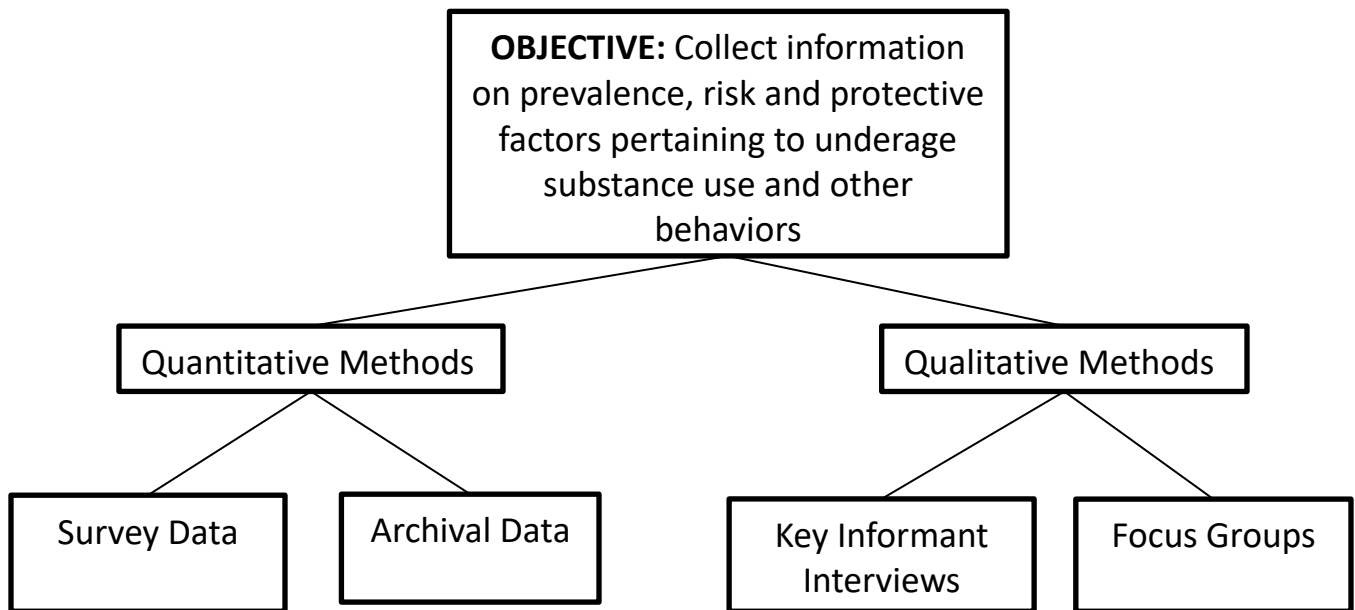 OBJECTIVE: Collect information
on prevalence, risk and protective
factors pertaining to underage
substance use and other
behaviors
Quantitative Methods
Qualitative Methods
Survey Data
Archival Data
Key Informant
Interviews
Focus Groups